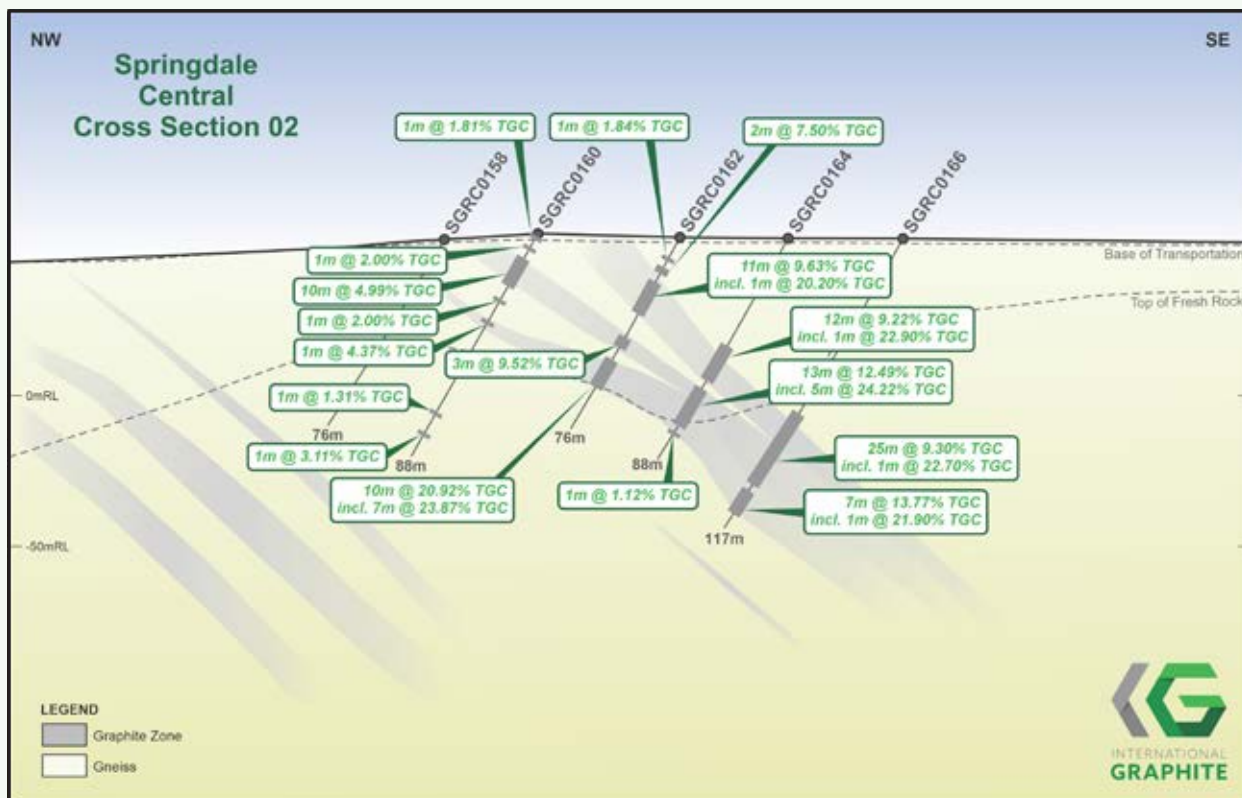 NW
SE
Springdale
Central
Cross Section 02
1m @ 1.81% TGC
1m @ 1.84% TGC
2m @ 7.50% TGC
SGRC0158
SGRC0160
SGRC0162
SGRC0164
SGRC0166
Base of Transportation
1m @ 2.00% TGC
11m @ 9.63% TGC
incl. 1m @ 20.20% TGC
10m @ 4.99% TGC
Top of Fresh Rock
1m @ 2.00% TGC
12m @ 9.22% TGC
incl. 1m @ 22.90% TGC
1m @ 4.37% TGC
3m @ 9.52% TGC
13m @ 12.49% TGC
incl. 5m @ 24.22% TGC
0mRL
1m @ 1.31% TGC
76m
76m
1m @ 3.11% TGC
88m
88m
25m @ 9.30% TGC
incl. 1m @ 22.70% TGC
10m @ 20.92% TGC
incl. 7m @ 23.87% TGC
1m @ 1.12% TGC
7m @ 13.77% TGC
incl. 1m @ 21.90% TGC
117m
-50mRL
LEGEND
Graphite Zone
Gneiss
INTERNATIONAL
GRAPHITE